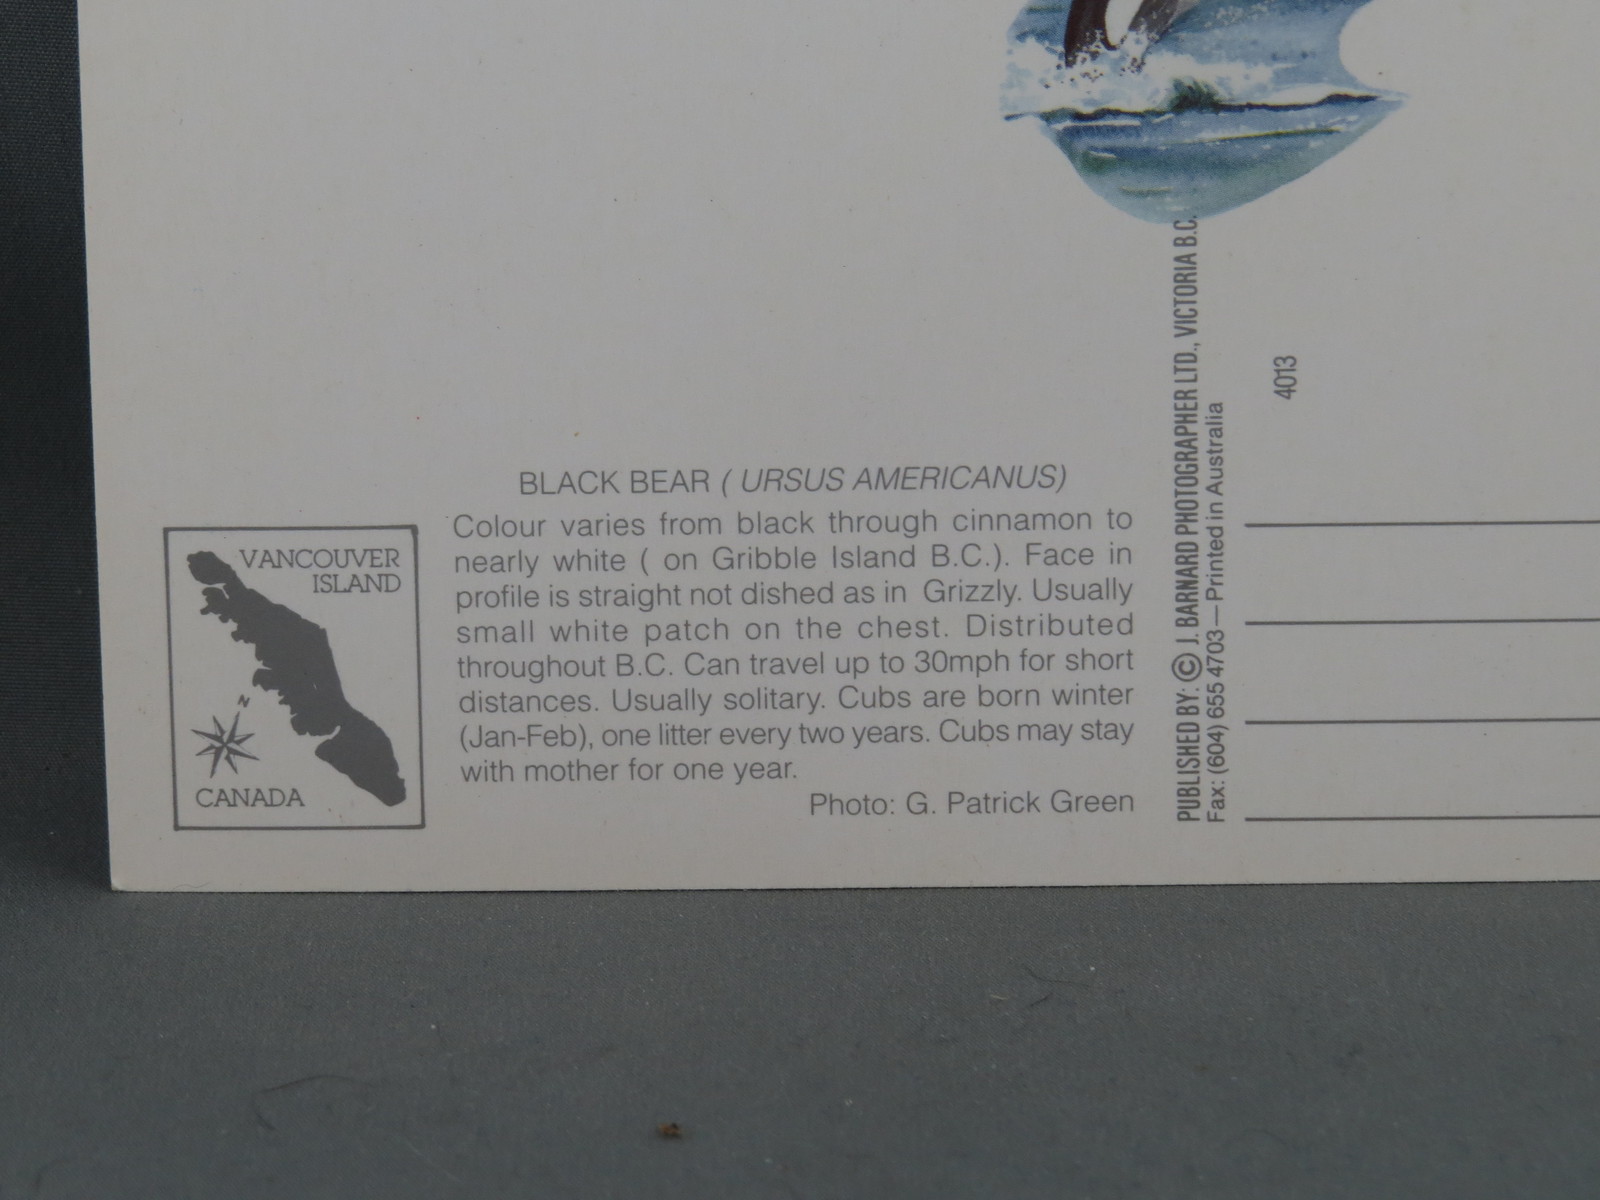 BLACK BEAR ( URSUS AMERICANUS)
Colour varies from black through cinnamon to
nearly white ( on Gribble Island B.C.). Face in
profile is straight not dished as in Grizzly. Usually
small white patch on the chest. Distributed
throughout B.C. Can travel up to 30mph for short
distances. Usually solitary. Cubs are born winter
(Jan-Feb), one litter every two years. Cubs may stay
with mother for one year.
Photo: G. Patrick Green
VANCOUVER
ISLAND
N
CANADA
PUBLISHED BY: © J. BARNARD PHOTOGRAPHER LTD., VICTORIA B.C.
Fax: (604) 655 4703—Printed in Australia
4013